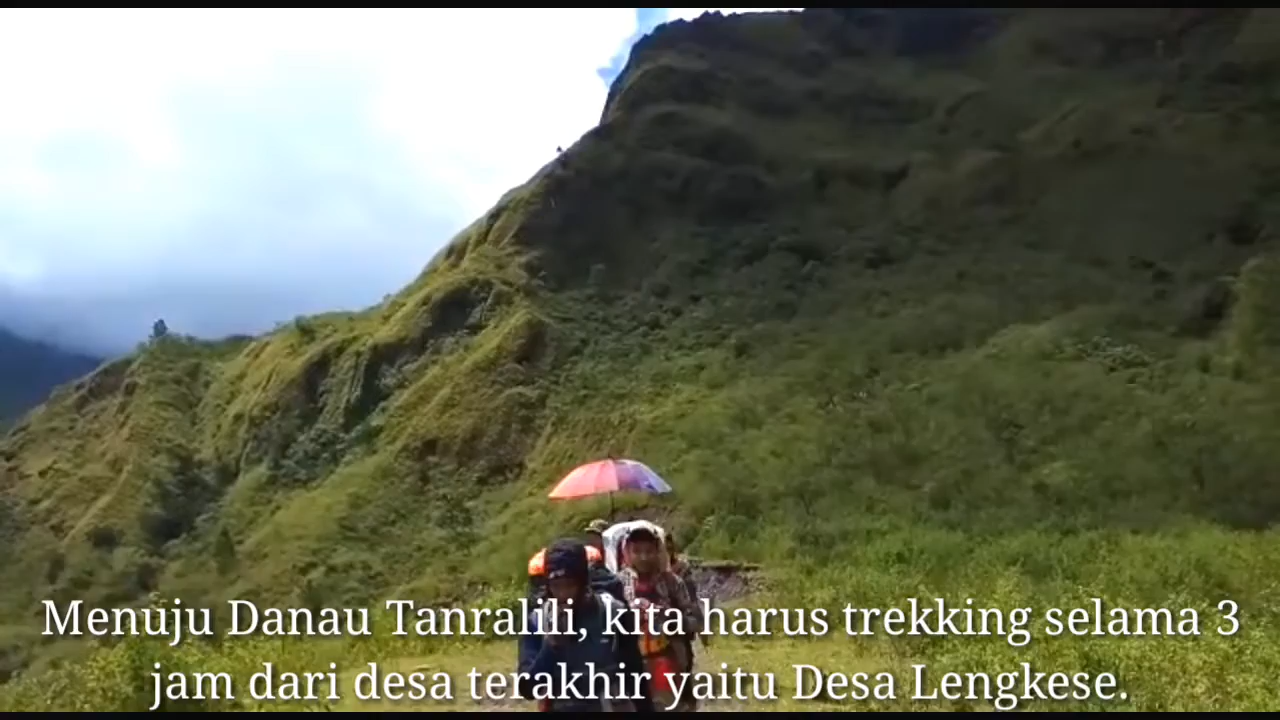 Menuju Danau Tanralili, kita harus trekking selama 3
jam dari desa terakhir yaitu Desa Lengkese.